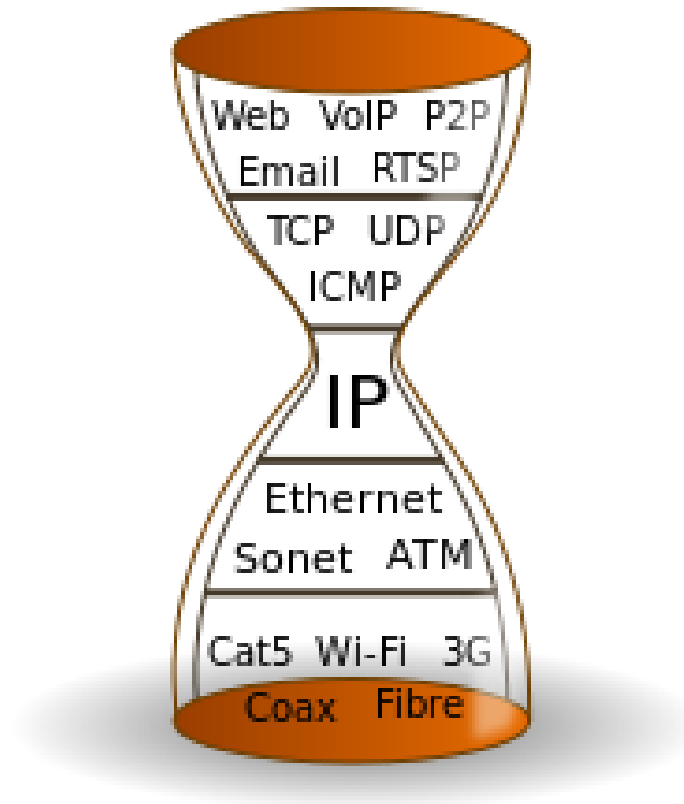 Web VoIP P2P
Email RTSP
TCP UDP
ICMP
IP
Ethernet
Sonet ATM
Cat5 Wi-Fi 3G
Coax Fibre